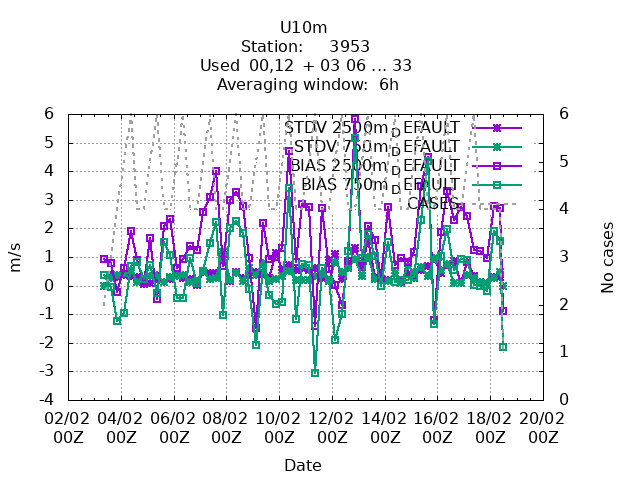 U10m
Station: 3953
Used 00,12 + 03 06 ... 33
Averaging window: 6h
6 6
STDV 2500m_DEFAULT
5 STDV 750m_DEFAULT 5
4 BIAS 2500m_DEFAULT
BIAS 750m_DEFAULT
3 CASES 4
2
1 3
0
-1 2
-2
-3 1
-4 0
m/s
No cases
02/02 04/02 06/02 08/02 10/02 12/02 14/02 16/02 18/02 20/02
00Z 00Z 00Z 00Z 00Z 00Z 00Z 00Z 00Z 00Z
Date